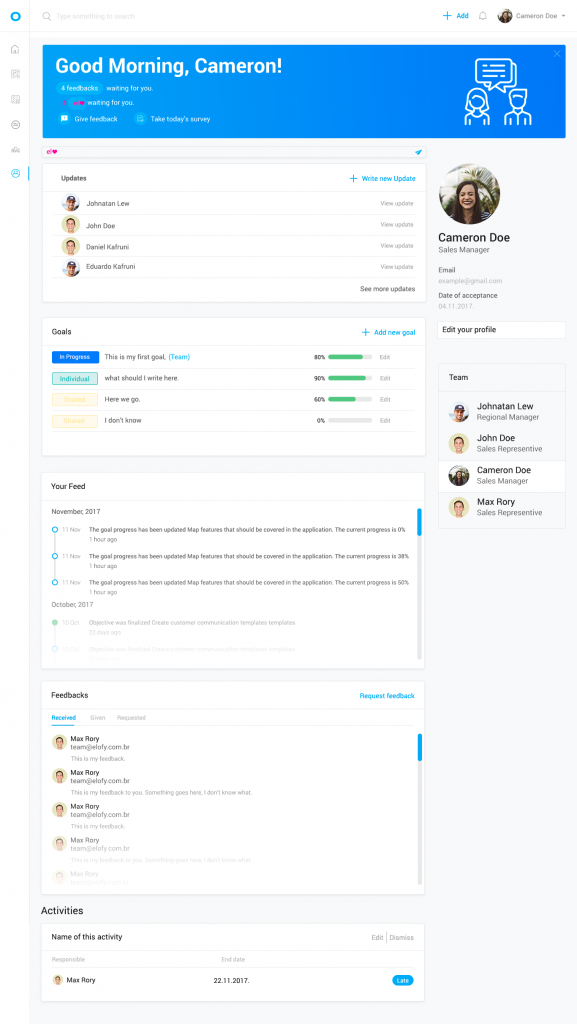 Type something to search
Add
Cameron Doe
Good Morning, Cameron!
4 feedbacks waiting for you.
el waiting for you.
Give feedback
Take today's survey
el
Updates
Write new Update
Johnatan Lew
View update
John Doe
View update
Daniel Kafruni
View update
Eduardo Kafruni
View update
See more updates
Cameron Doe
Sales Manager
Email
example@gmail.com
Date of acceptance
04.11.2017.
Edit your profile
Goals
Add new goal
In Progress
This is my first goal, (Team)
80%
Edit
Individual
what should I write here.
90%
Edit
Shared
Here we go.
60%
Edit
Shared
I don't know
0%
Edit
Team
Johnatan Lew
Regional Manager
John Doe
Sales Represtentive
Cameron Doe
Sales Manager
Max Rory
Sales Represtentive
Your Feed
November, 2017
11 Nov
The goal progress has been updated Map features that should be covered in the application. The current progress is 0%
1 hour ago
11 Nov
The goal progress has been updated Map features that should be covered in the application. The current progress is 38%
1 hour ago
11 Nov
The goal progress has been updated Map features that should be covered in the application. The current progress is 50%
1 hour ago
October, 2017
10 Oct
Objective was finalized Create customer communication templates templates
22 days ago
Objective was finalized Create customer communication templates templates
Feedbacks
Request feedback
Received
Given
Requested
Max Rory
team@elofy.com.br
This is my feedback.
Max Rory
team@elofy.com.br
This is my feedback to you. Something goes here, I don't know what.
Max Rory
team@elofy.com.br
This is my feedback.
Max Rory
team@elofy.com.br
This is my feedback to you. Something goes here, I don't know what.
Max Rory
Activities
Name of this activity
Edit
Dismiss
Responsible
End date
Max Rory
22.11.2017.
Late